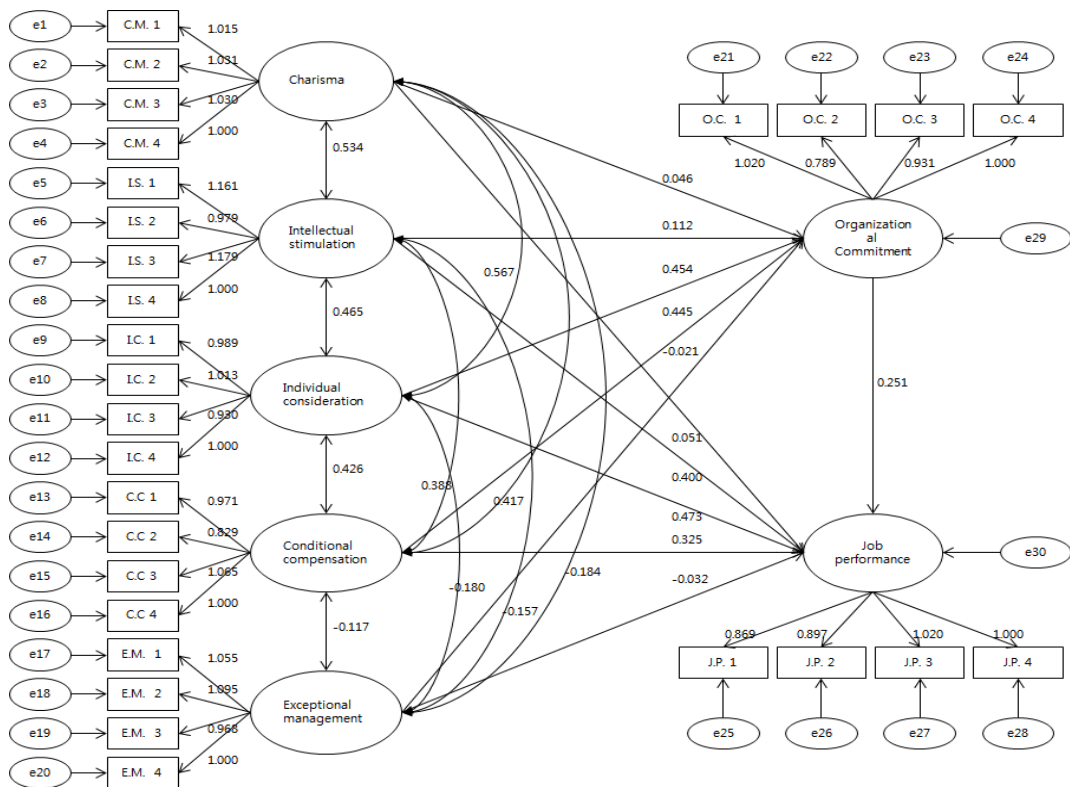 e1
C.M. 1
1.015
e2
C.M. 2
1.031
e3
C.M. 3
1.030
e4
C.M. 4
1.000
Charisma
0.534
e5
I.S. 1
1.161
e6
I.S. 2
0.979
e7
I.S. 3
1.179
e8
I.S. 4
1.000
Intellectual
stimulation
0.465
e9
I.C. 1
0.989
e10
I.C. 2
1.013
e11
I.C. 3
0.930
e12
I.C. 4
1.000
Individual
consideration
0.426
e13
C.C 1
0.971
e14
C.C 2
0.829
e15
C.C 3
1.065
e16
C.C 4
1.000
Conditional
compensation
-0.117
e17
E.M. 1
1.055
e18
E.M. 2
1.095
e19
E.M. 3
0.968
e20
E.M. 4
1.000
Exceptional
management
0.567
0.388
0.417
-0.180
-0.157
-0.184
0.046
0.112
0.454
0.445
-0.021
0.051
0.400
0.473
0.325
-0.032
e21
e22
e23
e24
O.C. 1
O.C. 2
O.C. 3
O.C. 4
1.020
0.789
0.931
1.000
Organization
al
Commitment
e29
0.251
Job
performance
e30
0.869
0.897
1.020
1.000
J.P. 1
J.P. 2
J.P. 3
J.P. 4
e25
e26
e27
e28